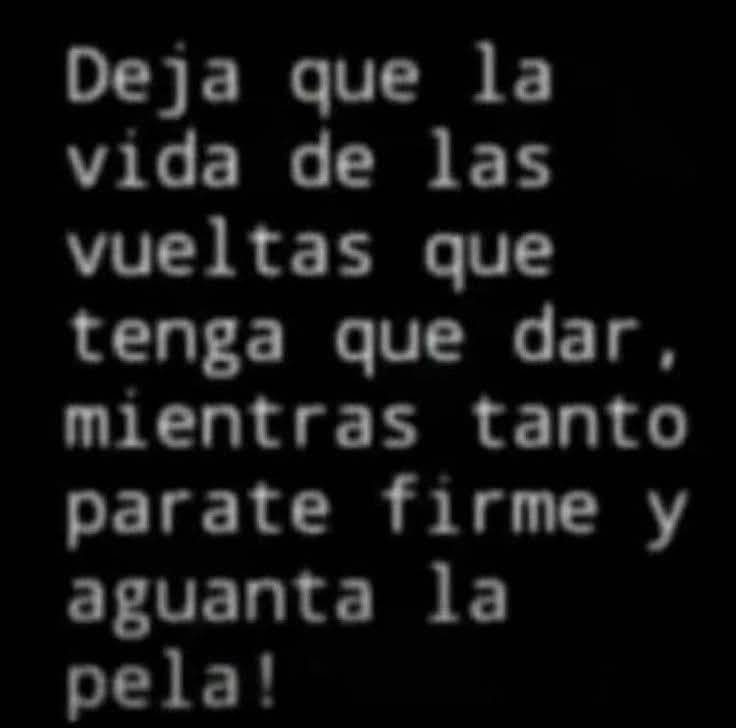 Deja que la
vida de las
vueltas que
tenga que dar,
mientras tanto
parate firme y
aguanta la
pela!